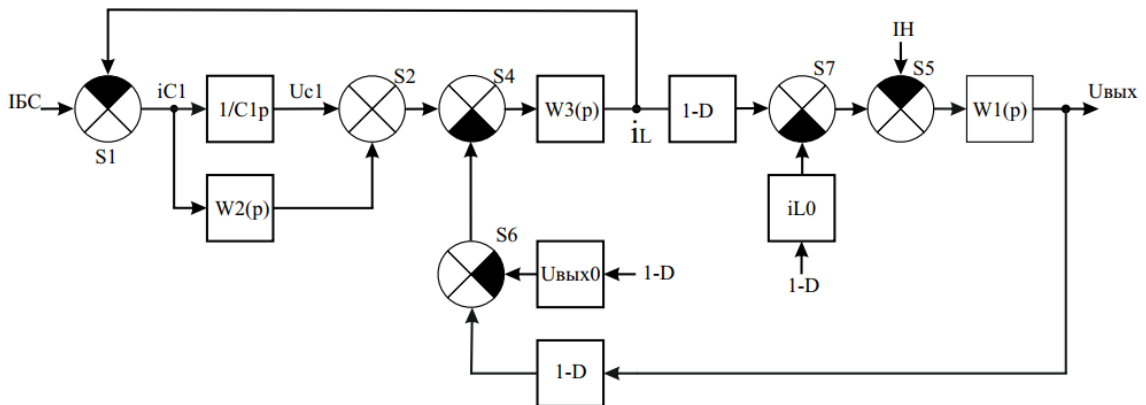 IБС
S1
iC1
1/C1p
Uc1
W2(p)
S2
S4
W3(p)
iL
1-D
S7
IН
S5
W1(p)
Uвых
iL0
1-D
S6
Uвых0
1-D
1-D